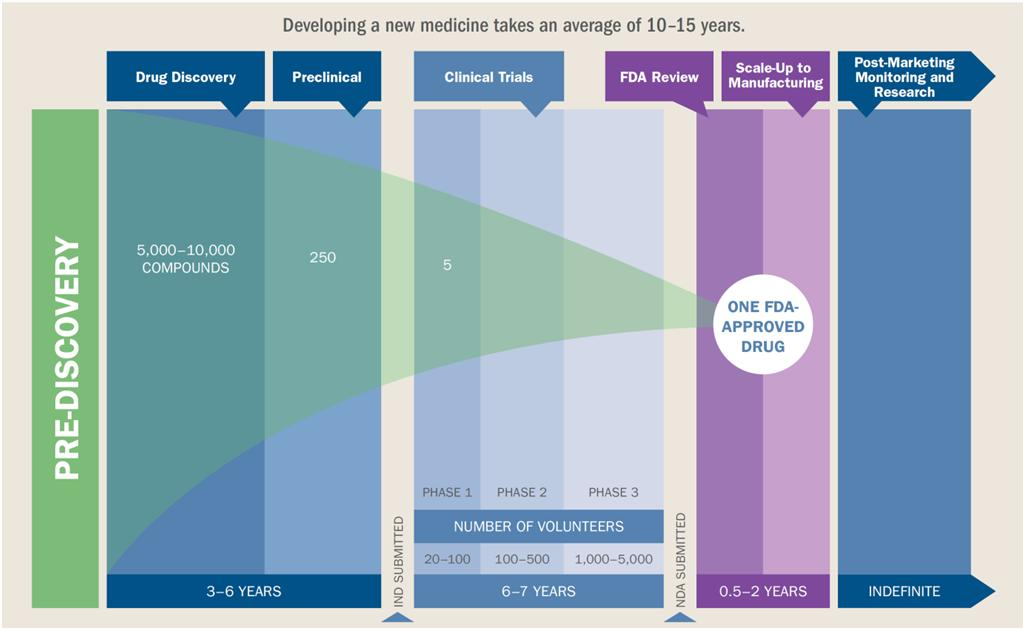 Developing a new medicine takes an average of 10–15 years.
Drug Discovery
Preclinical
Clinical Trials
FDA Review
Scale-Up to
Manufacturing
Post-Marketing
Monitoring and
Research
PRE-DISCOVERY
5,000–10,000
COMPOUNDS
250
5
ONE FDA-
APPROVED
DRUG
PHASE 1
PHASE 2
PHASE 3
NUMBER OF VOLUNTEERS
20–100
100–500
1,000–5,000
IND SUBMITTED
NDA SUBMITTED
3–6 YEARS
6–7 YEARS
0.5–2 YEARS
INDEFINITE